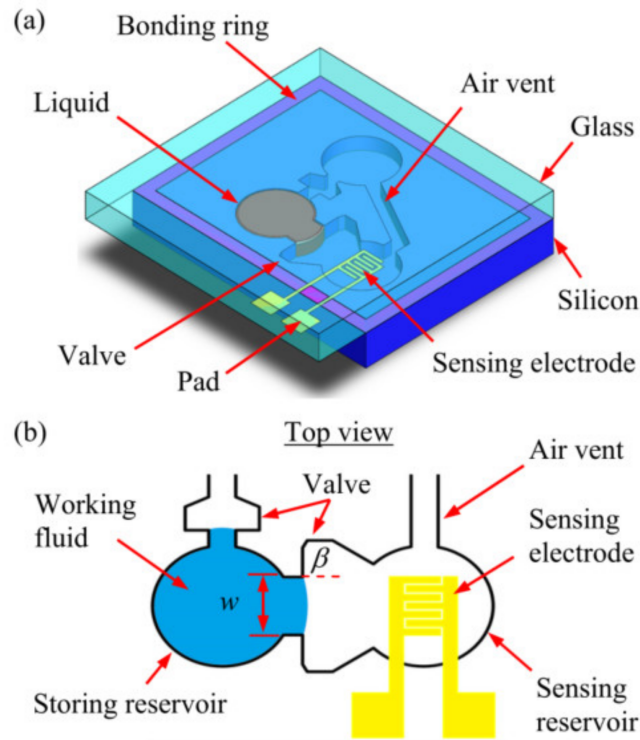 (a)
Bonding ring
Liquid
Air vent
Glass
Silicon
Valve
Pad
Sensing electrode
(b)
Top view
Valve
Air vent
Working
fluid
Sensing
electrode
β
w
Storing reservoir
Sensing
reservoir